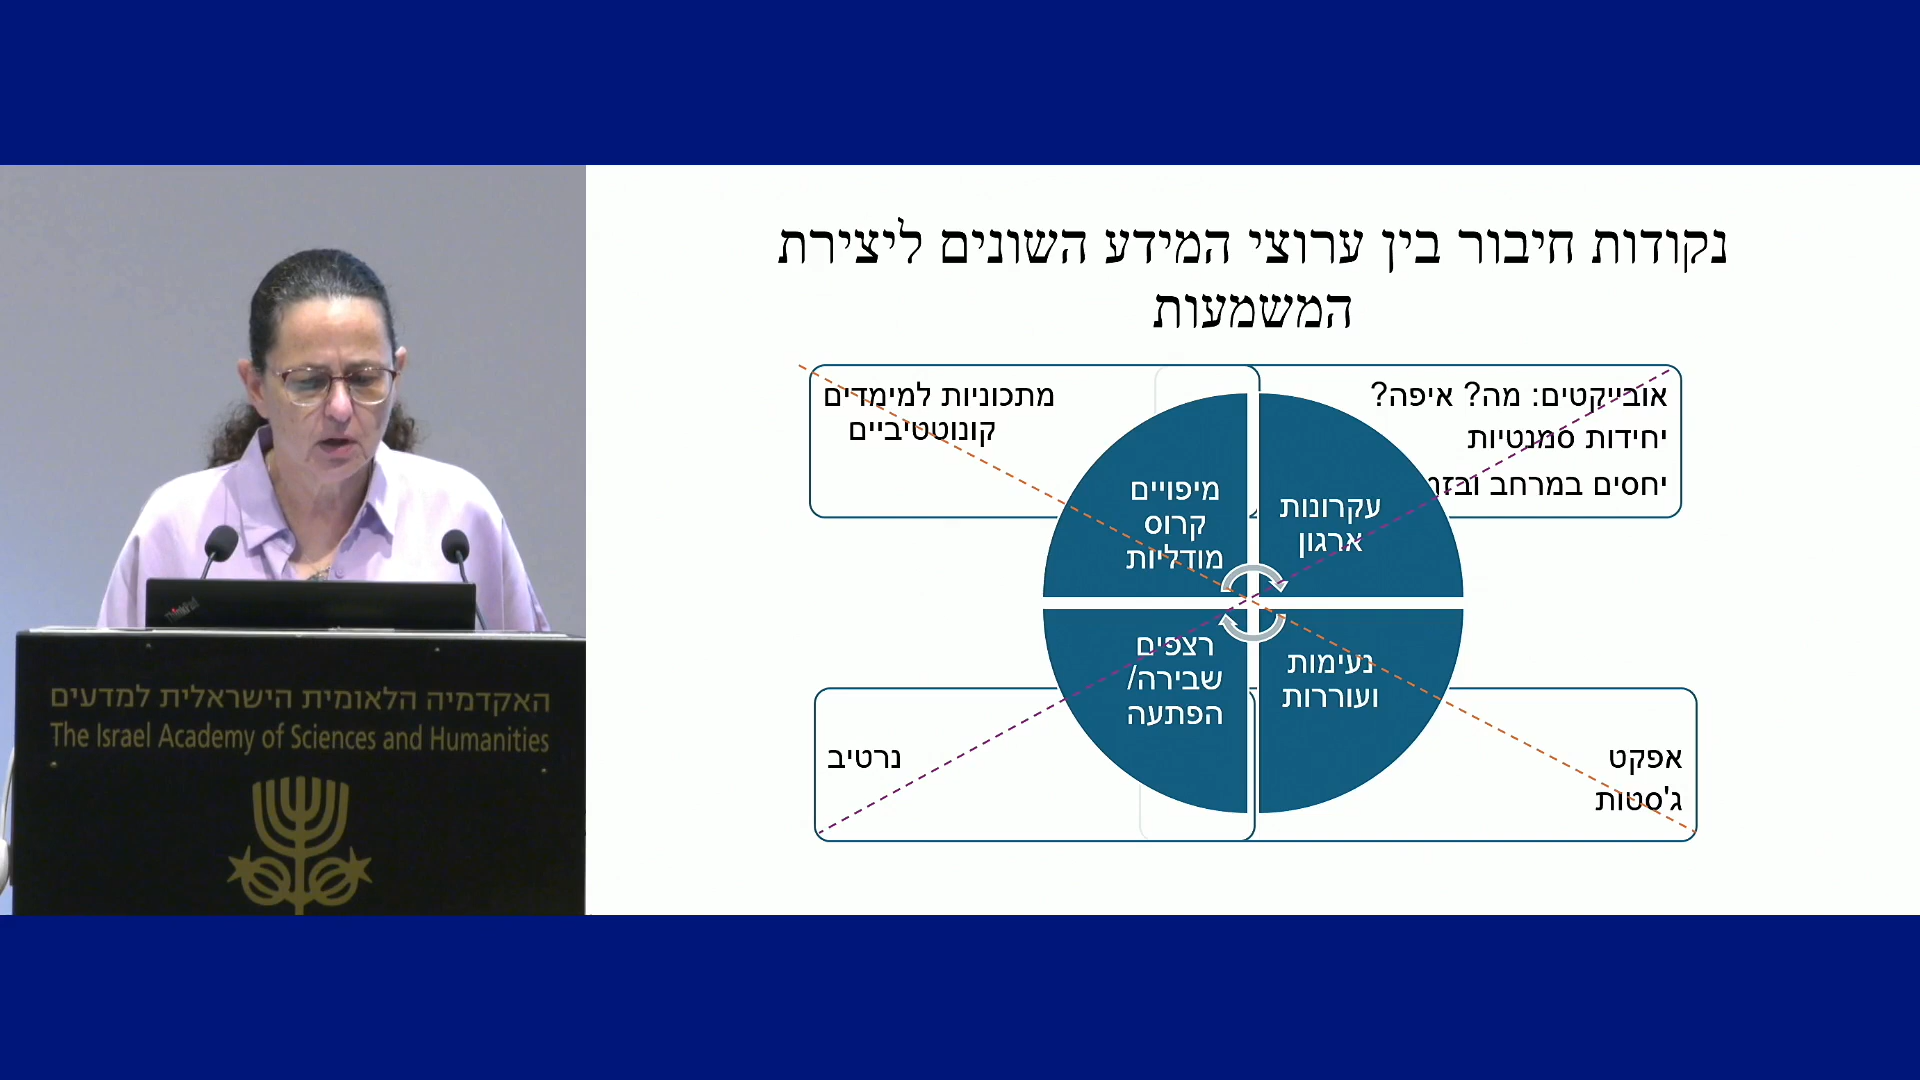 נקודות חיבור בין ערוצי המידע השונים ליצירת
המשמעות
אובייקטים: מה? איפה?
יחידות סמנטיות
יחסים במרחב ובזמ
מתכוניות למימדים
קונוטטיביים
עקרונות
ארגון
מיפויים
קרוס
מודליות
נעימות
ועוררות
רצפים
שבירה/
הפתעה
אפקט
ג'סטות
נרטיב
ThinkPad
האקדמיה הלאומית הישראלית למדעים
The Israel Academy of Sciences and Humanities